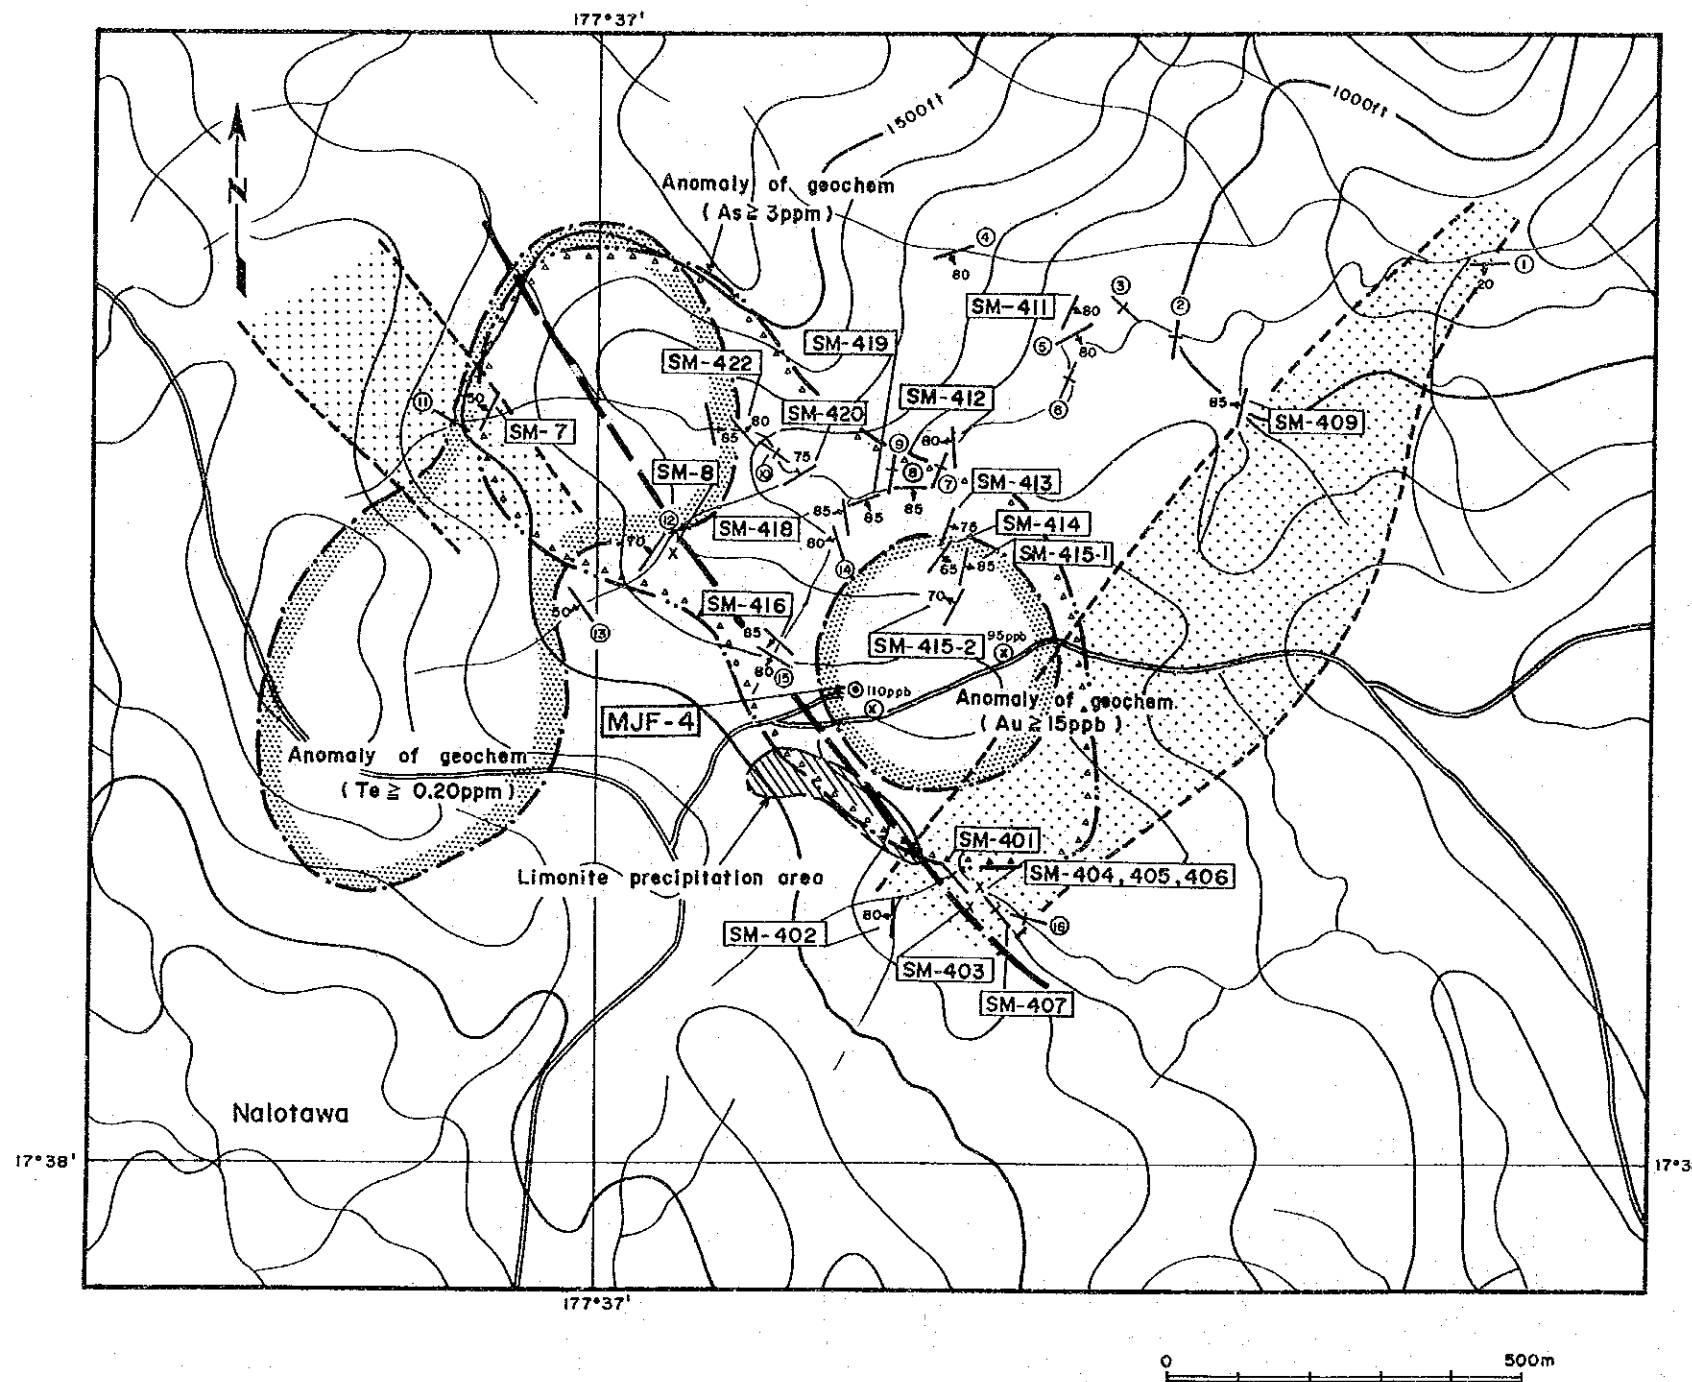 177°37'
N
1500ft
1000ft
Anomaly of geochem
( As ≧ 3ppm )
④
80
①
20
③
②
SM-411
80
⑤
80
⑥
SM-419
SM-422
SM-412
SM-420
85
SM-409
⑪
50
SM-7
80
85
⑩
75
⑨
80
⑧
⑦
SM-8
SM-413
⑫
SM-418
85
85
85
SM-414
75
70
80
SM-415-1
65
85
⑭
50
⑬
SM-416
70
85
SM-415-2
95ppb
80
⑮
110ppb
MJF-4
Anomaly of geochem
( Au ≧ 15ppb )
Anomaly of geochem
( Te ≧ 0.20ppm )
SM-401
Limonite precipitation area
SM-404, 405, 406
80
⑯
SM-402
SM-403
SM-407
Nalotawa
17°38'
17°3
177°37'
0 500m